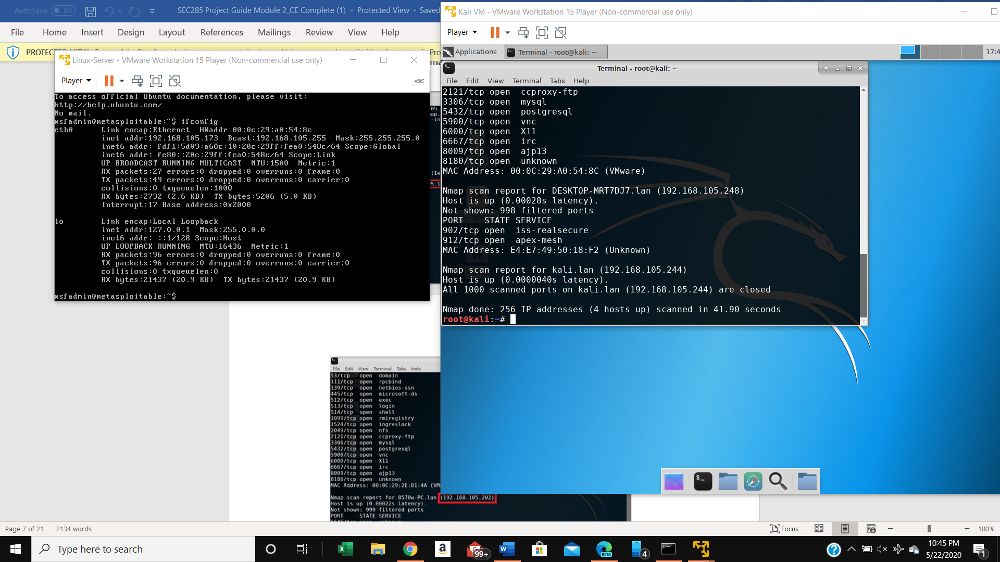 AutoSave Off
SEC285 Project Guide Module 2_CE Complete (1) - Protected View - Saved
File Home Insert Design Layout References Mailings Review View Help
PROTECTED VIEW
Linux-Server - VMware Workstation 15 Player (Non-commercial use only)
Player
To access official Ubuntu documentation, please visit:
http://help.ubuntu.com/
No mail.
msfadmin@metasploitable:~$ ifconfig
eth0 Link encap:Ethernet HWaddr 00:0c:29:a0:54:8c
inet addr:192.168.105.173 Bcast:192.168.105.255 Mask:255.255.255.0
inet6 addr: fdf1:5d09:a60c:10:20c:29ff:fea0:548c/64 Scope:Global
inet6 addr: fe80::20c:29ff:fea0:548c/64 Scope:Link
UP BROADCAST RUNNING MULTICAST MTU:1500 Metric:1
RX packets:27 errors:0 dropped:0 overruns:0 frame:0
TX packets:49 errors:0 dropped:0 overruns:0 carrier:0
collisions:0 txqueuelen:1000
RX bytes:2732 (2.6 KB) TX bytes:5206 (5.0 KB)
Interrupt:17 Base address:0x2000
lo Link encap:Local Loopback
inet addr:127.0.0.1 Mask:255.0.0.0
inet6 addr: ::1/128 Scope:Host
UP LOOPBACK RUNNING MTU:16436 Metric:1
RX packets:96 errors:0 dropped:0 overruns:0 frame:0
TX packets:96 errors:0 dropped:0 overruns:0 carrier:0
collisions:0 txqueuelen:0
RX bytes:21437 (20.9 KB) TX bytes:21437 (20.9 KB)
msfadmin@metasploitable:~$
Kali VM - VMware Workstation 15 Player (Non-commercial use only)
Player
Applications Terminal - root@kali: ~ 17:4
Terminal - root@kali: ~
File Edit View Terminal Tabs Help
2121/tcp open ccproxy-ftp
3306/tcp open mysql
5432/tcp open postgresql
5900/tcp open vnc
6000/tcp open X11
6667/tcp open irc
8009/tcp open ajp13
8180/tcp open unknown
MAC Address: 00:0C:29:A0:54:8C (VMware)
Nmap scan report for DESKTOP-MRT7DJ7.lan (192.168.105.248)
Host is up (0.00028s latency).
Not shown: 998 filtered ports
PORT STATE SERVICE
902/tcp open iss-realsecure
912/tcp open apex-mesh
MAC Address: E4:E7:49:50:18:F2 (Unknown)
Nmap scan report for kali.lan (192.168.105.244)
Host is up (0.0000040s latency).
All 1000 scanned ports on kali.lan (192.168.105.244) are closed
Nmap done: 256 IP addresses (4 hosts up) scanned in 41.90 seconds
root@kali:~#
File Edit View Terminal Tabs Help
53/tcp open domain
111/tcp open rpcbind
139/tcp open netbios-ssn
445/tcp open microsoft-ds
512/tcp open exec
513/tcp open login
514/tcp open shell
1099/tcp open rmiregistry
1524/tcp open ingreslock
2049/tcp open nfs
2121/tcp open ccproxy-ftp
3306/tcp open mysql
5432/tcp open postgresql
5900/tcp open vnc
6000/tcp open X11
6667/tcp open irc
8009/tcp open ajp13
8180/tcp open unknown
MAC Address: 00:0C:29:2E:D1:4A (VM
Nmap scan report for 8570w-PC.lan (192.168.105.202)
Host is up (0.00022s latency).
Not shown: 999 filtered ports
PORT STATE SERVICE
Page 7 of 21 2134 words Focus 100%
Type here to search
99+
BETA
4
10:45 PM
5/22/2020
1